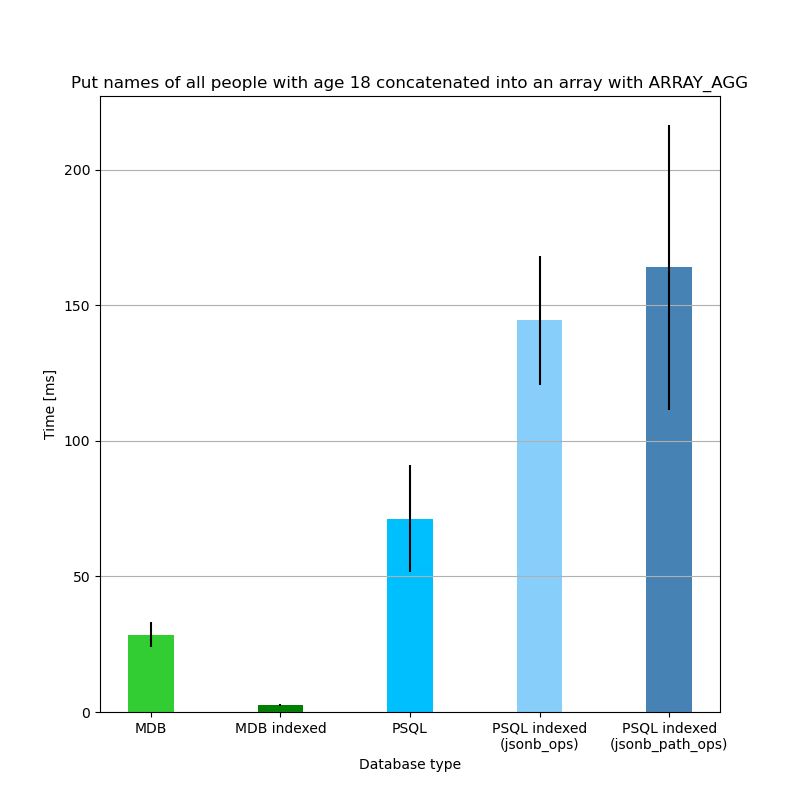 Put names of all people with age 18 concatenated into an array with ARRAY_AGG
200
150
100
50
0
Time [ms]
MDB
MDB indexed
PSQL
PSQL indexed
(jsonb_ops)
PSQL indexed
(jsonb_path_ops)
Database type